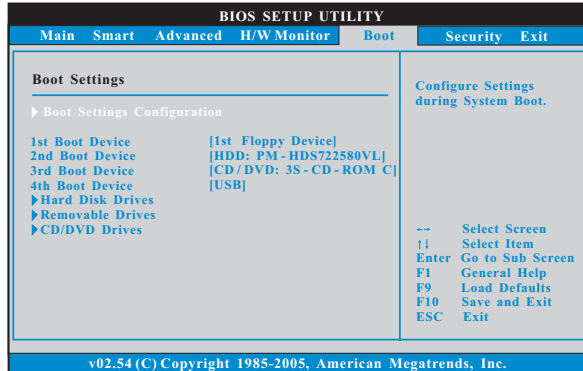 BIOS SETUP UTILITY
Main Smart Advanced H/W Monitor Boot Security Exit
Boot Settings
Boot Settings Configuration
1st Boot Device [1st Floppy Device]
2nd Boot Device [HDD: PM - HDS722580VL]
3rd Boot Device [CD / DVD: 3S - CD - ROM C]
4th Boot Device [USB]
Hard Disk Drives
Removable Drives
CD/DVD Drives
Configure Settings
during System Boot.
←→ Select Screen
↑↓ Select Item
Enter Go to Sub Screen
F1 General Help
F9 Load Defaults
F10 Save and Exit
ESC Exit
v02.54 (C) Copyright 1985-2005, American Megatrends, Inc.